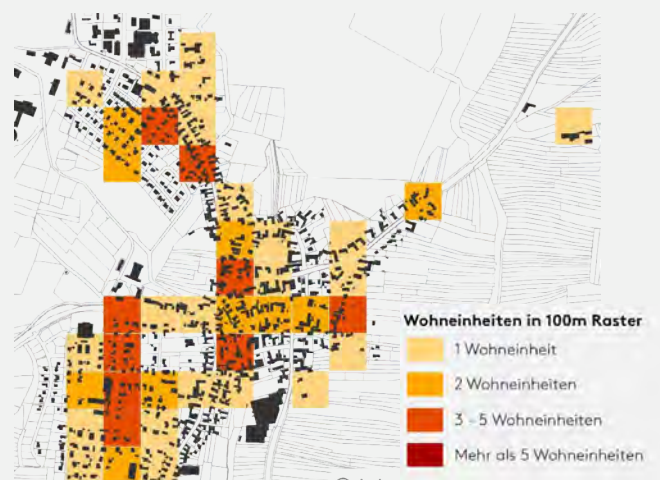 Wohneinheiten in 100m Raster
1 Wohneinheit
2 Wohneinheiten
3 - 5 Wohneinheiten
Mehr als 5 Wohneinheiten